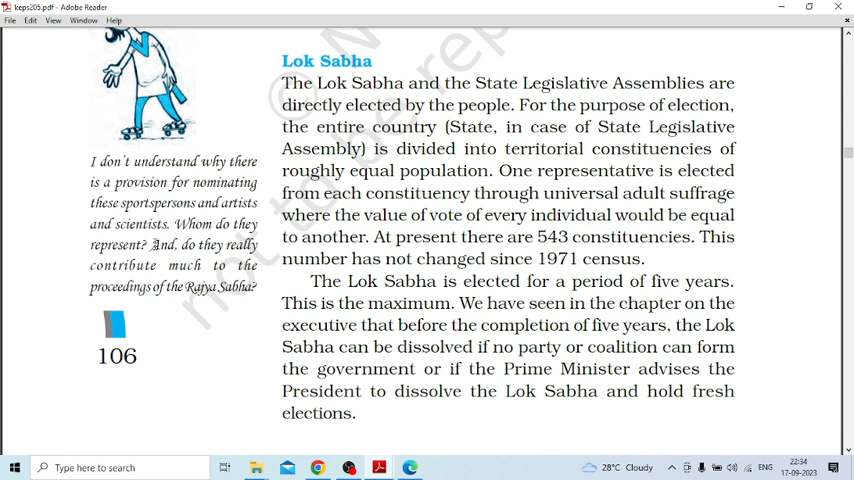 keps205.pdf - Adobe Reader
File Edit View Window Help
Lok Sabha
The Lok Sabha and the State Legislative Assemblies are
directly elected by the people. For the purpose of election,
the entire country (State, in case of State Legislative
Assembly) is divided into territorial constituencies of
roughly equal population. One representative is elected
from each constituency through universal adult suffrage
where the value of vote of every individual would be equal
to another. At present there are 543 constituencies. This
number has not changed since 1971 census.
The Lok Sabha is elected for a period of five years.
This is the maximum. We have seen in the chapter on the
executive that before the completion of five years, the Lok
Sabha can be dissolved if no party or coalition can form
the government or if the Prime Minister advises the
President to dissolve the Lok Sabha and hold fresh
elections.
I don't understand why there
is a provision for nominating
these sportspersons and artists
and scientists. Whom do they
represent? And, do they really
contribute much to the
proceedings of the Rajya Sabha?
106
© N
not to be rep
Type here to search
28°C Cloudy
ENG
22:34
17-09-2023